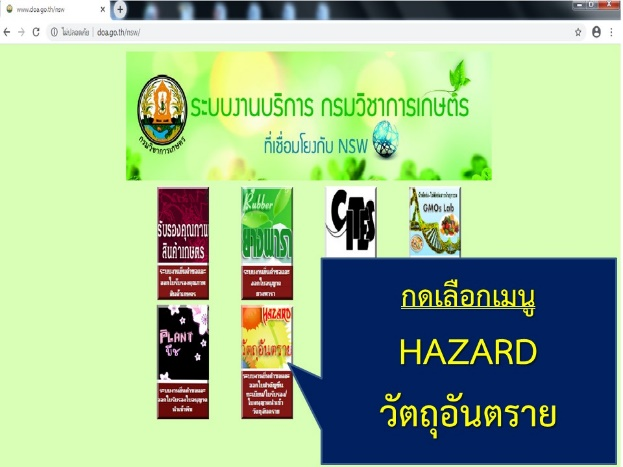 www.doa.go.th/nsw
ไม่ปลอดภัย | doa.go.th/nsw/
ระบบงานบริการ กรมวิชาการเกษตร
ที่เชื่อมโยงกับ NSW
กรมวิชาการเกษตร
รับรองคุณภาพ
สินค้าเกษตร
Rubber
ยางพารา
CITES
GMOs Lab
PLANT
พืช
HAZARD
วัตถุอันตราย
กดเลือกเมนู
HAZARD
วัตถุอันตราย